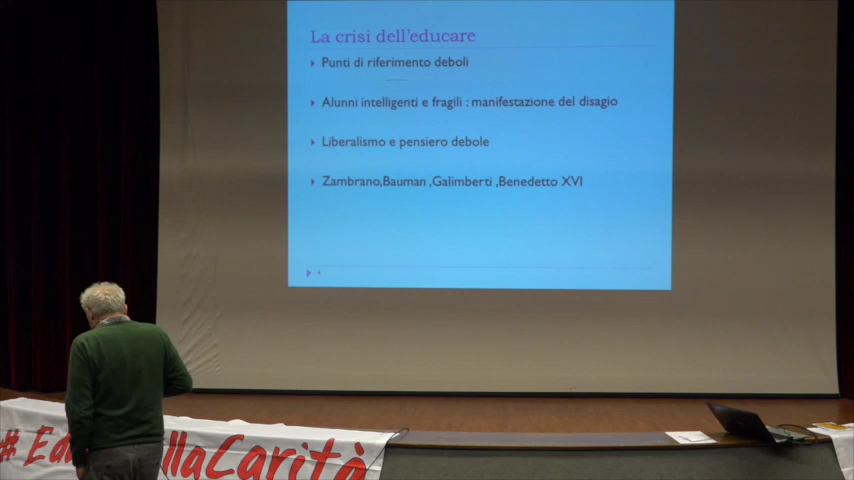 La crisi dell'educare
Punti di riferimento deboli
Alunni intelligenti e fragili : manifestazione del disagio
Liberalismo e pensiero debole
Zambrano,Bauman ,Galimberti ,Benedetto XVI
4
# Ed llaCarità